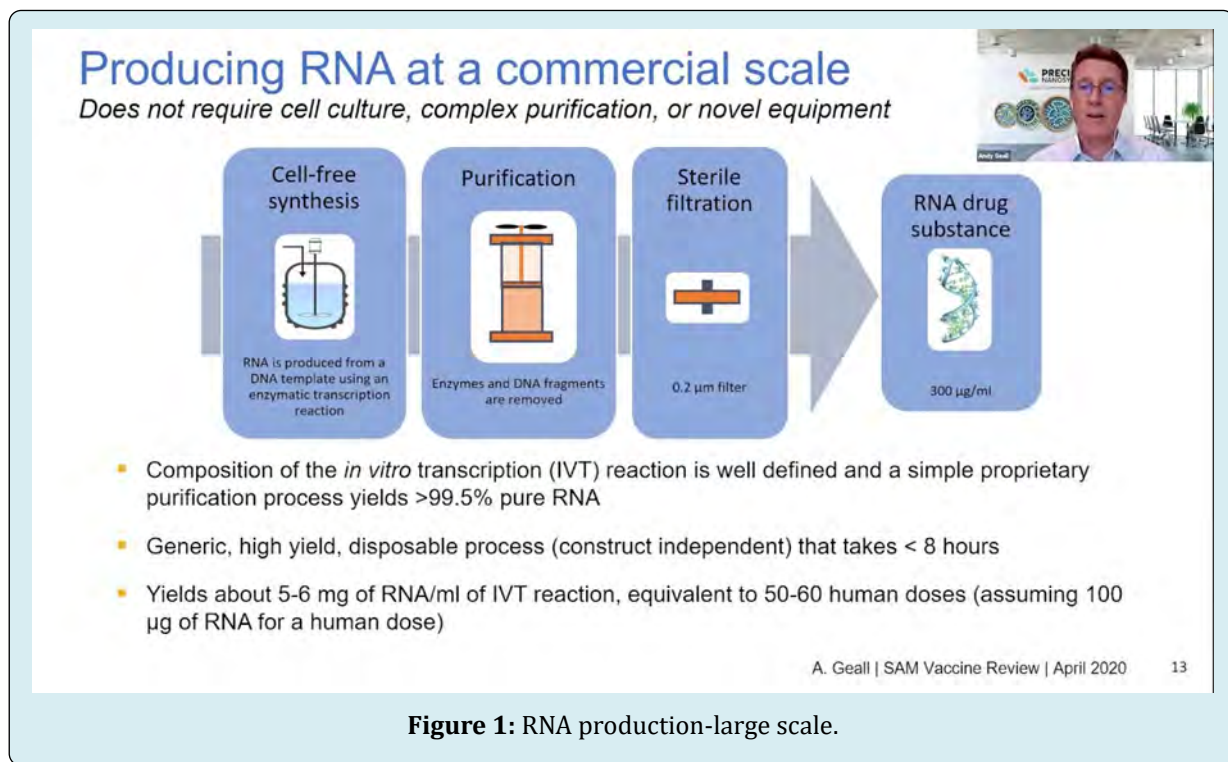 Producing RNA at a commercial scale
Does not require cell culture, complex purification, or novel equipment
Andy Geall
Cell-free
synthesis
RNA is produced from a
DNA template using an
enzymatic transcription
reaction
Purification
Enzymes and DNA fragments
are removed
Sterile
filtration
0.2 µm filter
RNA drug
substance
300 µg/ml
▪ Composition of the in vitro transcription (IVT) reaction is well defined and a simple proprietary
purification process yields >99.5% pure RNA
▪ Generic, high yield, disposable process (construct independent) that takes < 8 hours
▪ Yields about 5-6 mg of RNA/ml of IVT reaction, equivalent to 50-60 human doses (assuming 100
µg of RNA for a human dose)
A. Geall | SAM Vaccine Review | April 2020 13
Figure 1: RNA production-large scale.